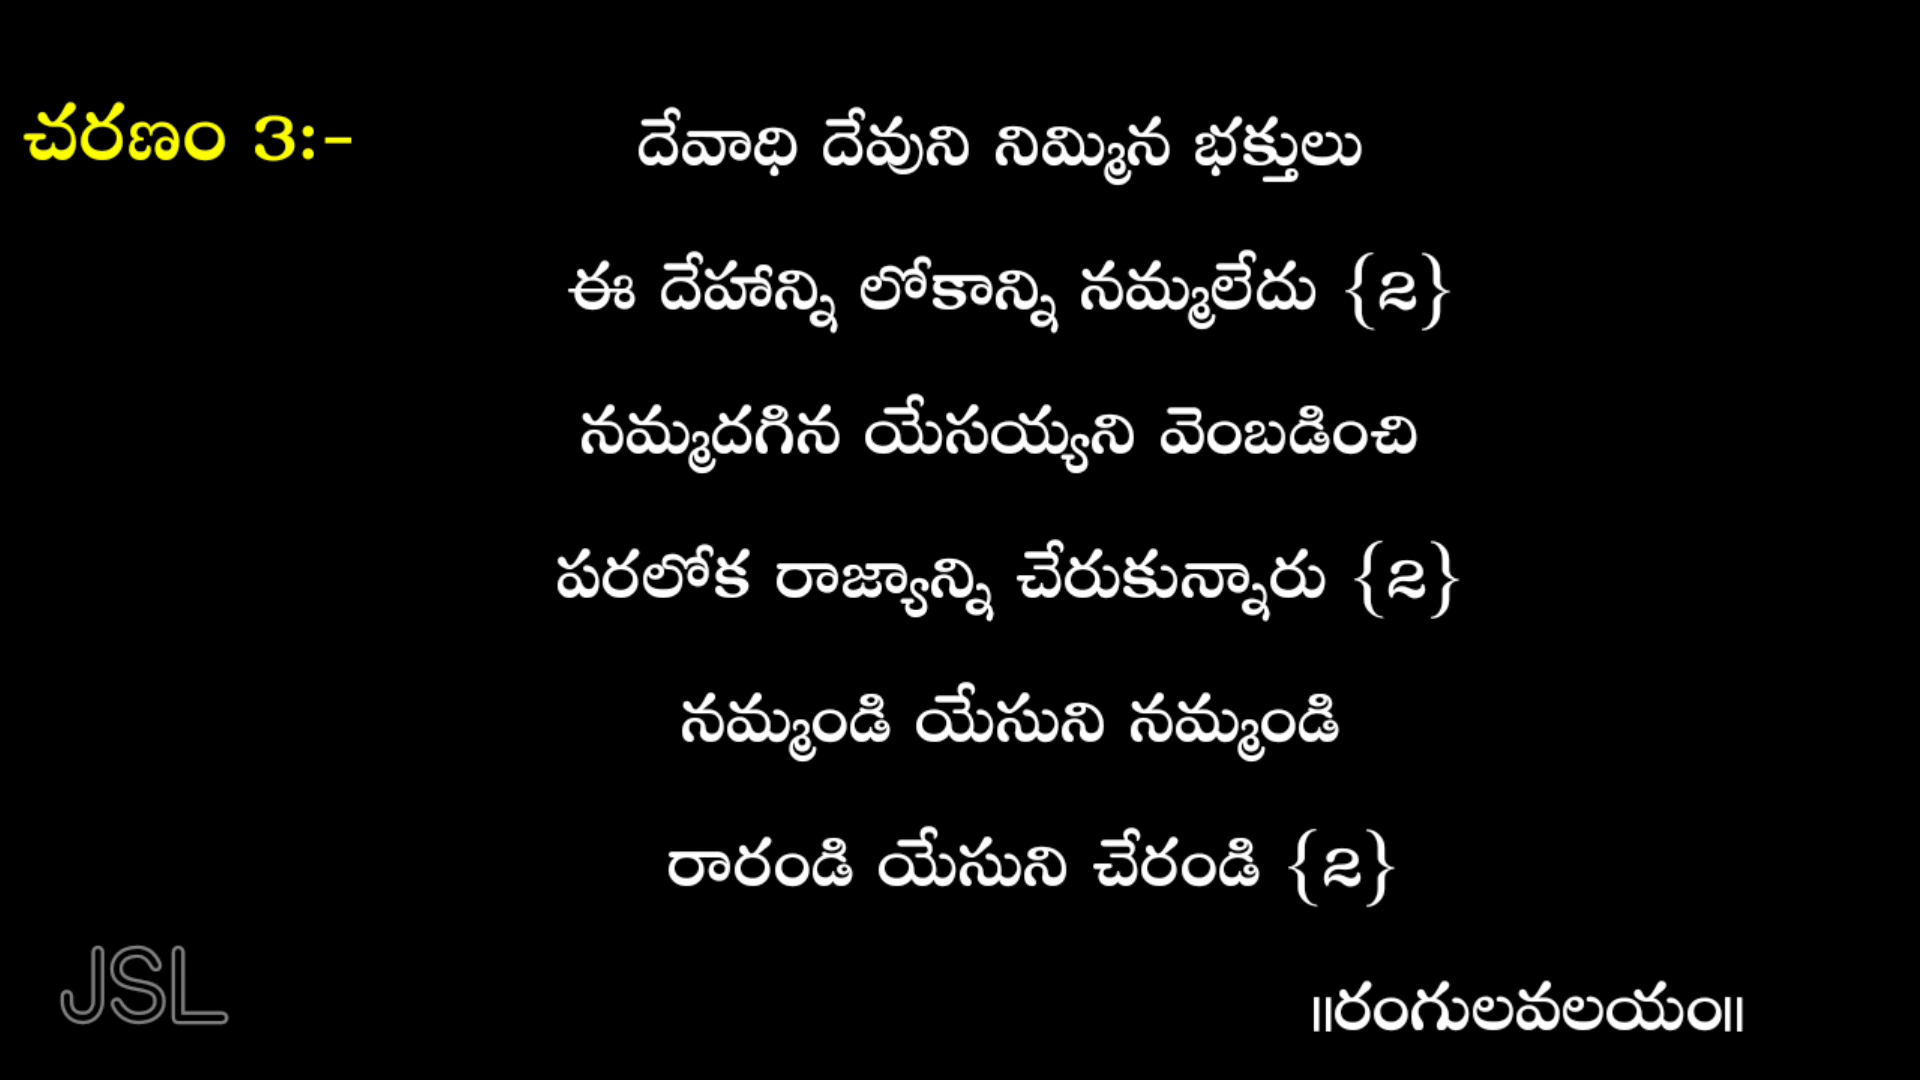 చరణం 3:-
దేవాధి దేవుని నిమ్మిన భక్తులు
ఈ దేహాన్ని లోకాన్ని నమ్మలేదు {2}
నమ్మదగిన యేసయ్యని వెంబడించి
పరలోక రాజ్యాన్ని చేరుకున్నారు {2}
నమ్మండి యేసుని నమ్మండి
రారండి యేసుని చేరండి {2}
JSL
॥రంగులవలయం॥